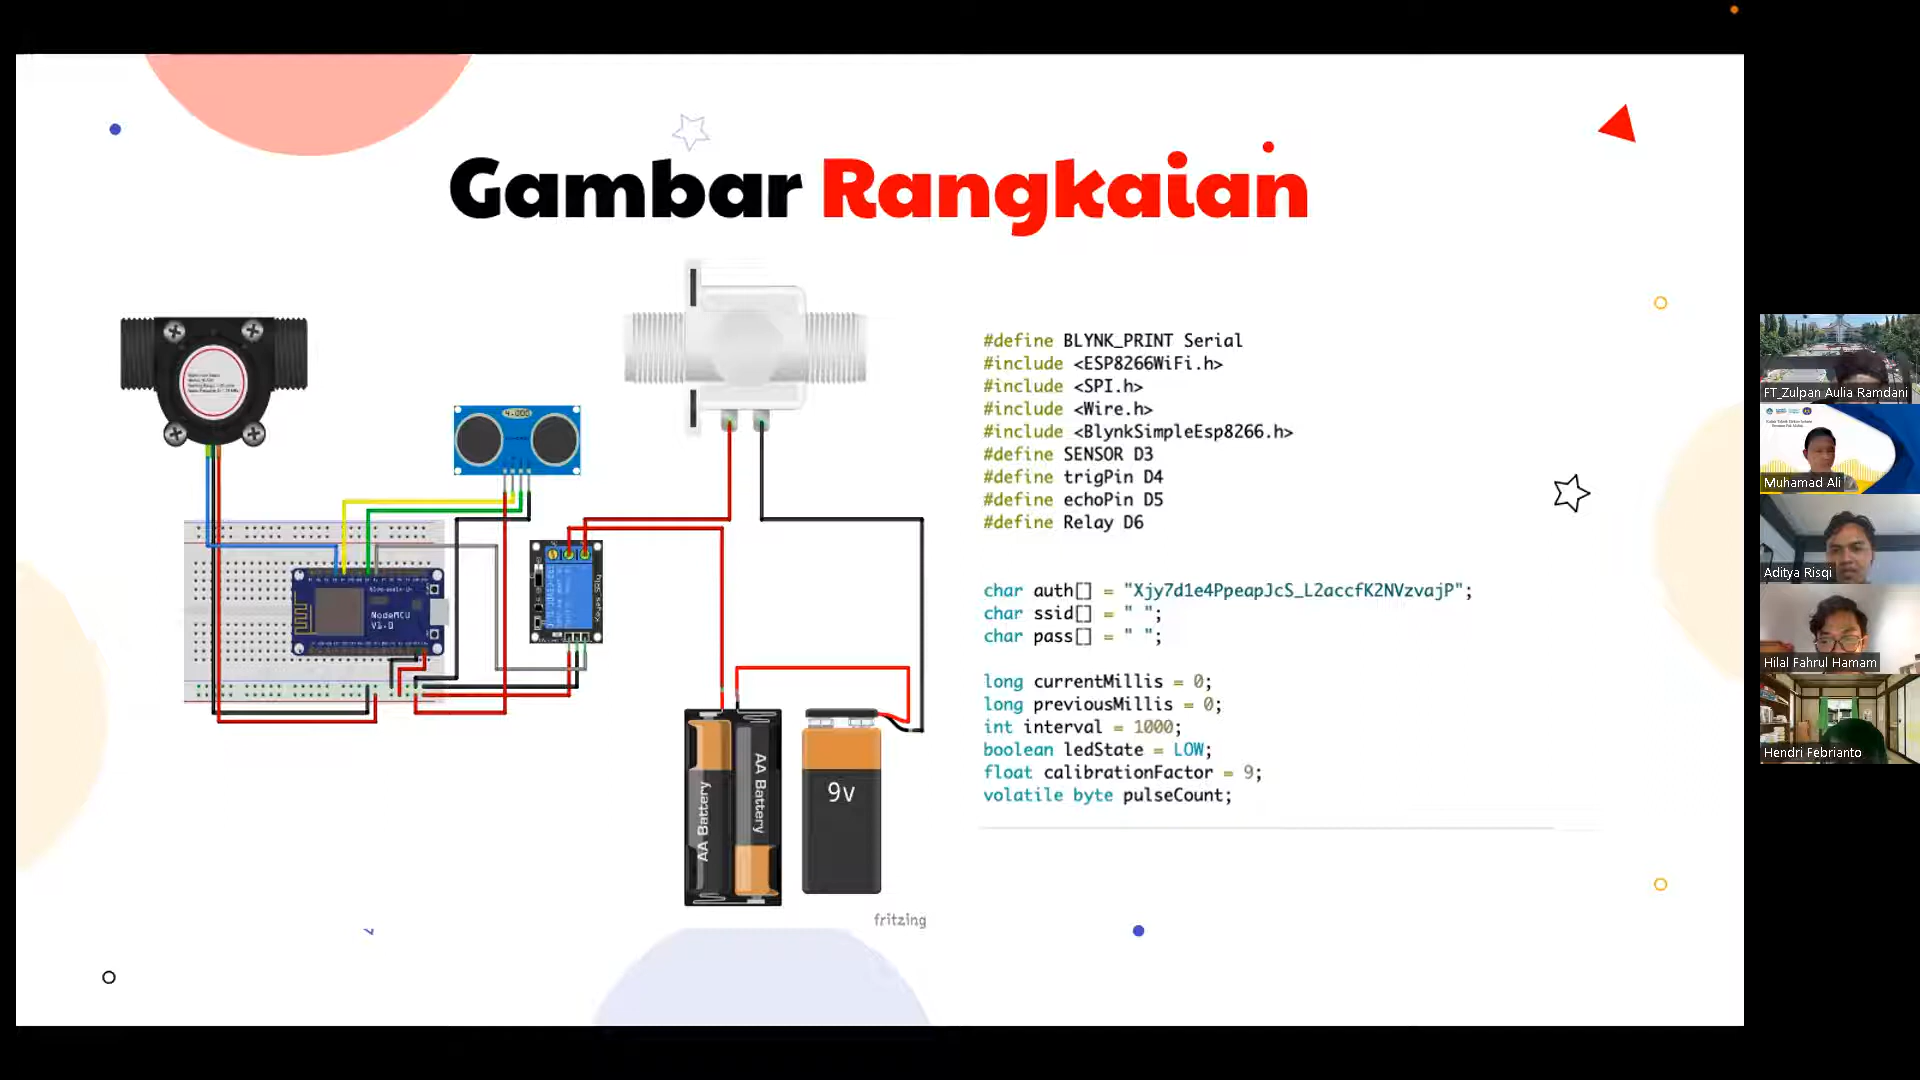 Gambar Rangkaian
4.000
NodeMCU
V1.0
AA Battery
AA Battery
9v
fritzing
#define BLYNK_PRINT Serial
#include <ESP8266WiFi.h>
#include <SPI.h>
#include <Wire.h>
#include <BlynkSimpleEsp8266.h>
#define SENSOR D3
#define trigPin D4
#define echoPin D5
#define Relay D6
char auth[] = "Xjy7d1e4PpeapJcS_L2accfK2NVzvajP";
char ssid[] = " ";
char pass[] = " ";
long currentMillis = 0;
long previousMillis = 0;
int interval = 1000;
boolean ledState = LOW;
float calibrationFactor = 9;
volatile byte pulseCount;
FT_Zulpan Aulia Ramdani
Muhamad Ali
Aditya Risqi
Hilal Fahrul Hamam
Hendri Febrianto